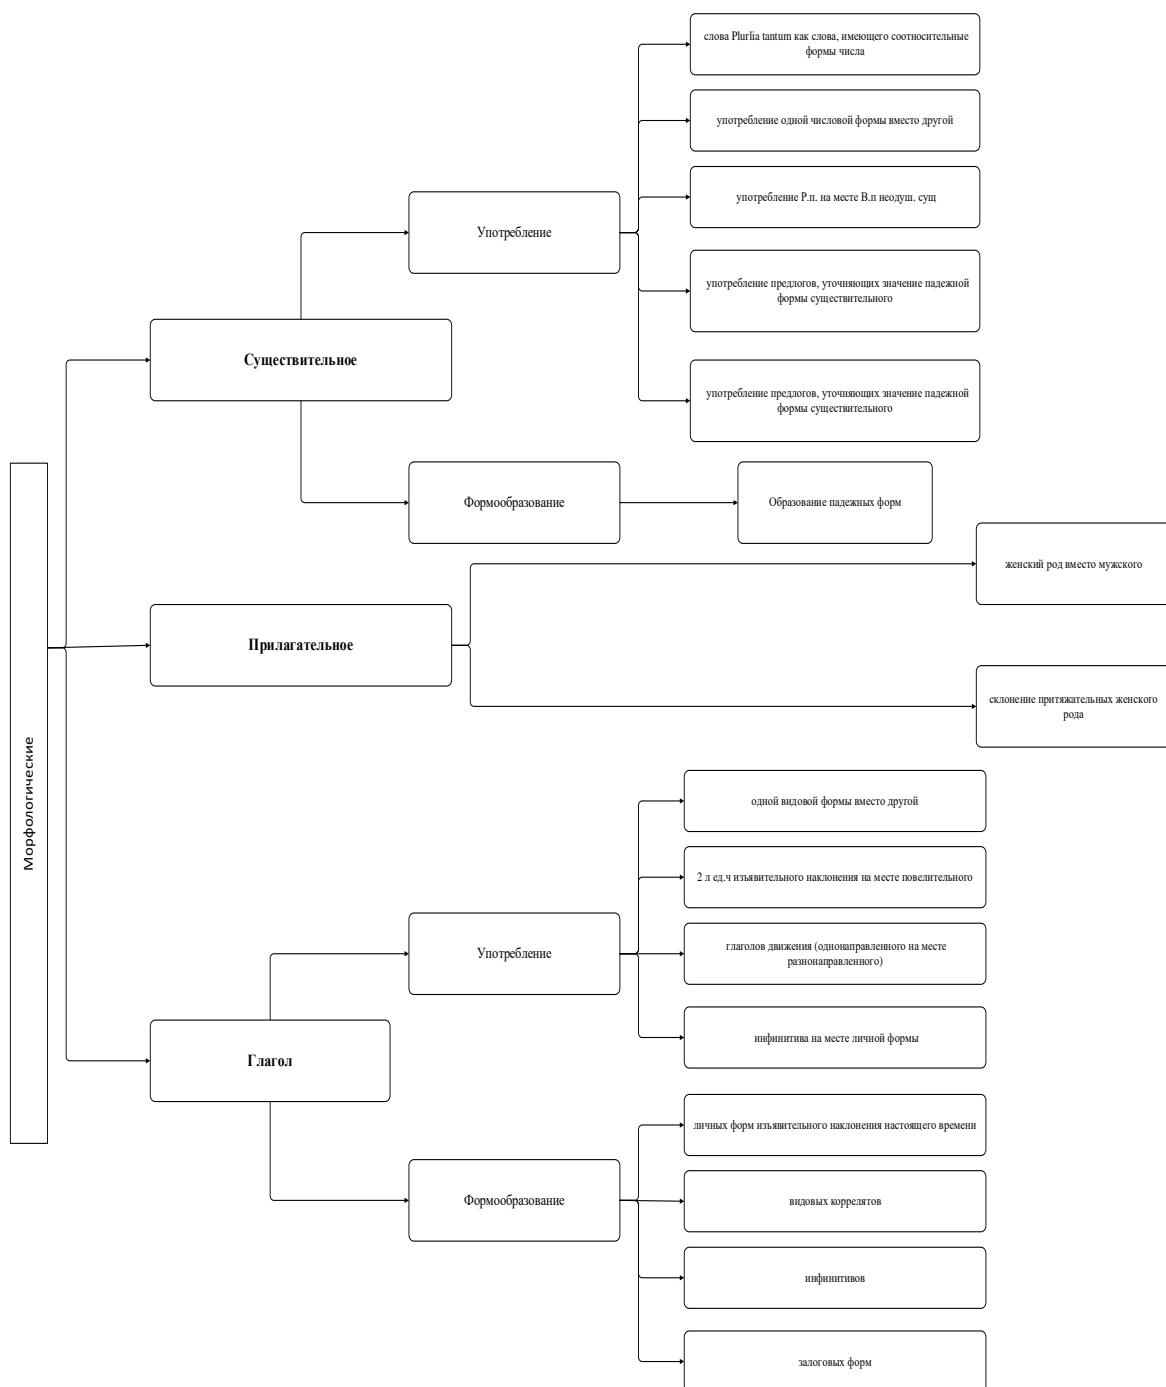 слова Plurlia tantum как слова, имеющего соотносительные
формы числа
употребление одной числовой формы вместо другой
употребление Р.п. на месте В.п неодуш. сущ
Употребление
употребление предлогов, уточняющих значение падежной
формы существительного
Существительное
употребление предлогов, уточняющих значение падежной
формы существительного
Формообразование
Образование падежных форм
женский род вместо мужского
Прилагательное
склонение притяжательных женского
рода
Морфологические
одной видовой формы вместо другой
2 л ед.ч изъявительного наклонения на месте повелительного
Употребление
глаголов движения (однонаправленного на месте
разнонаправленного)
инфинитива на месте личной формы
Глагол
личных форм изъявительного наклонения настоящего времени
Формообразование
видовых коррелятов
инфинитивов
залоговых форм